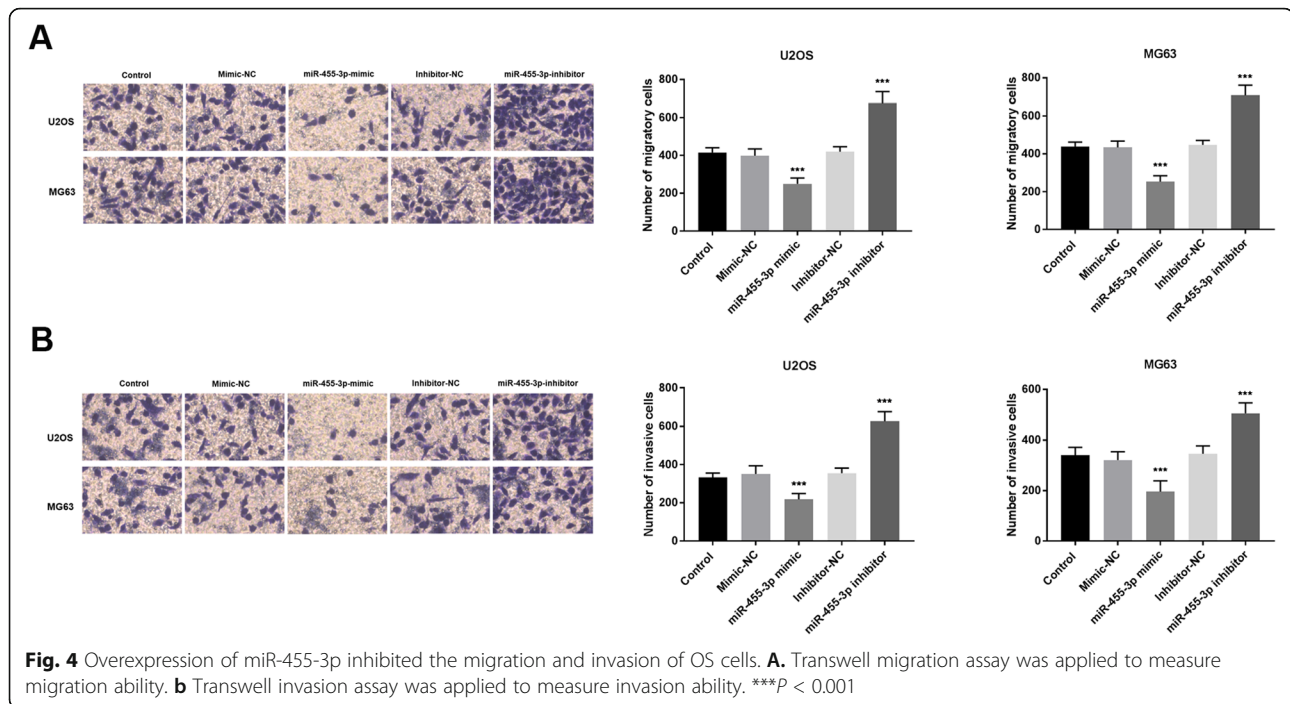 A
Control Mimic-NC miR-455-3p-mimic Inhibitor-NC miR-455-3p-inhibitor
U2OS
MG63
U2OS
Number of migratory cells
800
600
400
200
0
***
***
Control
Mimic-NC
miR-455-3p mimic
Inhibitor-NC
miR-455-3p inhibitor
MG63
Number of migratory cells
800
600
400
200
0
***
***
Control
Mimic-NC
miR-455-3p mimic
Inhibitor-NC
miR-455-3p inhibitor
B
Control Mimic-NC miR-455-3p-mimic Inhibitor-NC miR-455-3p-inhibitor
U2OS
MG63
U2OS
Number of invasive cells
800
600
400
200
0
***
***
Control
Mimic-NC
miR-455-3p mimic
Inhibitor-NC
miR-455-3p inhibitor
MG63
Number of invasive cells
600
400
200
0
***
***
Control
Mimic-NC
miR-455-3p mimic
Inhibitor-NC
miR-455-3p inhibitor
Fig. 4 Overexpression of miR-455-3p inhibited the migration and invasion of OS cells. A. Transwell migration assay was applied to measure
migration ability. b Transwell invasion assay was applied to measure invasion ability. ***P < 0.001